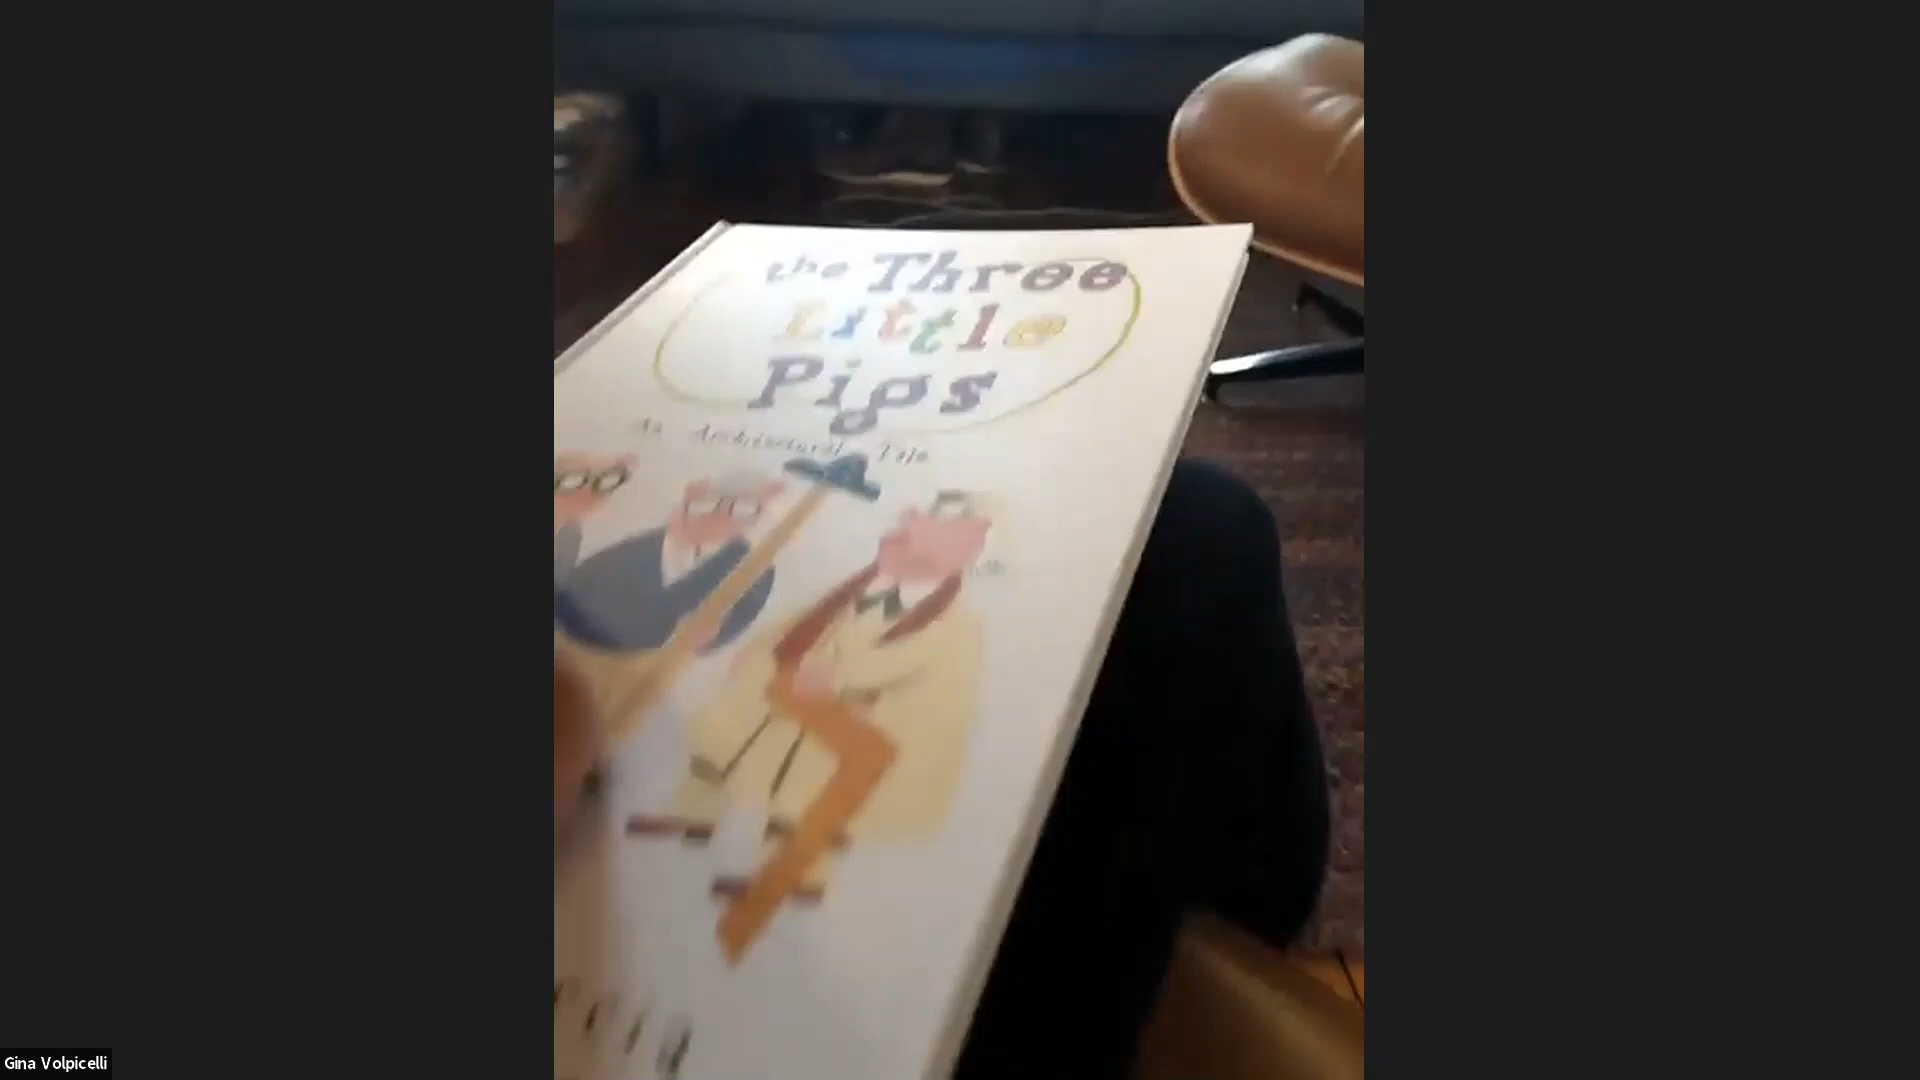 the Three
Little
Pigs
An Architectural Tale
Gina Volpicelli